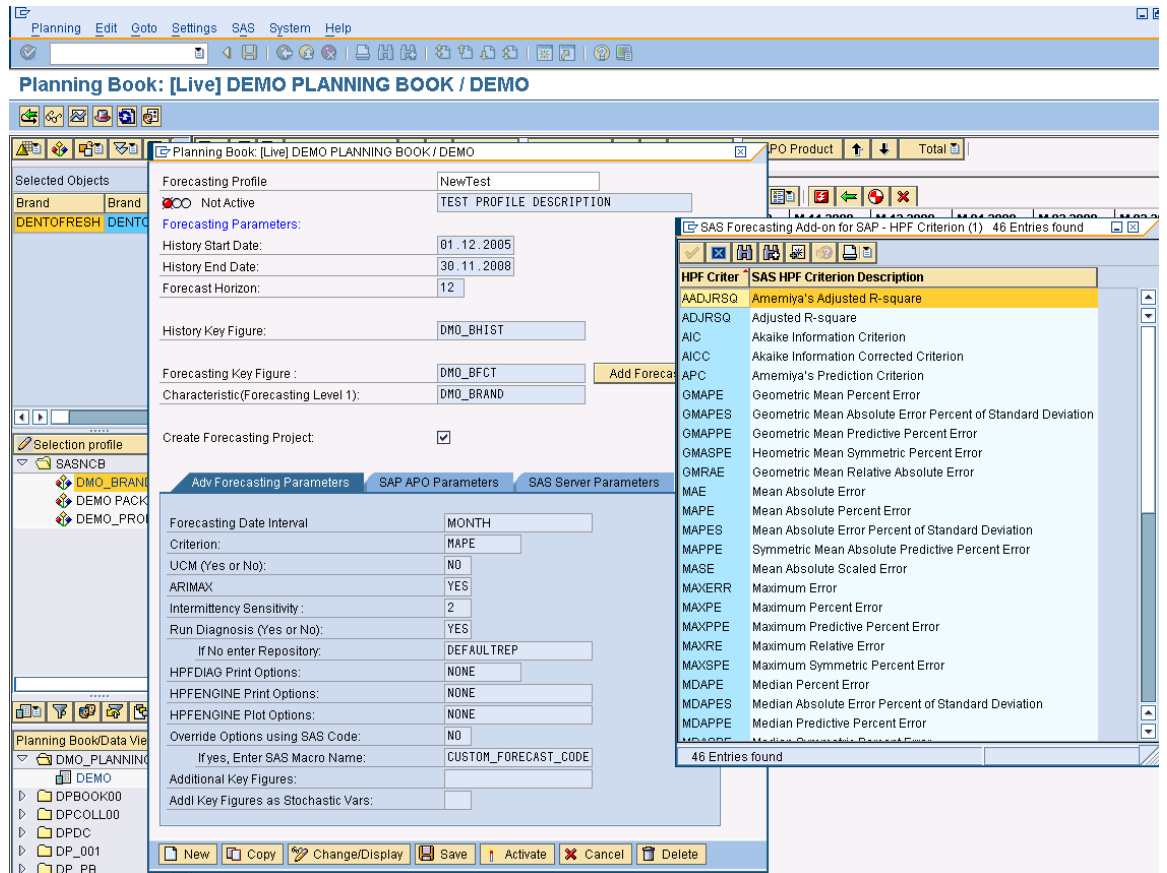 Planning Edit Goto Settings SAS System Help
Planning Book: [Live] DEMO PLANNING BOOK / DEMO
APO Product Total
Selected Objects
Brand Brand
DENTOFRESH DENTO
Selection profile
SASNCB
DMO_BRAND
DEMO PACK
DEMO_PRO
Planning Book/Data Vie
DMO_PLANNING
DEMO
DPBOOK00
DPCOLL00
DPDC
DP_001
DP_PB
Planning Book: [Live] DEMO PLANNING BOOK / DEMO
Forecasting Profile NewTest
Not Active TEST PROFILE DESCRIPTION
Forecasting Parameters:
History Start Date: 01.12.2005
History End Date: 30.11.2008
Forecast Horizon: 12
History Key Figure: DMO_BHIST
Forecasting Key Figure : DMO_BFCT Add Forecas
Characteristic(Forecasting Level 1): DMO_BRAND
Create Forecasting Project:
Adv Forecasting Parameters SAP APO Parameters SAS Server Parameters
Forecasting Date Interval MONTH
Criterion: MAPE
UCM (Yes or No): NO
ARIMAX YES
Intermittency Sensitivity : 2
Run Diagnosis (Yes or No): YES
If No enter Repository: DEFAULTREP
HPFDIAG Print Options: NONE
HPFENGINE Print Options: NONE
HPFENGINE Plot Options: NONE
Override Options using SAS Code: NO
If yes, Enter SAS Macro Name: CUSTOM_FORECAST_CODE
Additional Key Figures:
Addl Key Figures as Stochastic Vars:
New Copy Change/Display Save Activate Cancel Delete
SAS Forecasting Add-on for SAP - HPF Criterion (1) 46 Entries found
HPF Criter SAS HPF Criterion Description
AADJRSQ Amemiya's Adjusted R-square
ADJRSQ Adjusted R-square
AIC Akaike Information Criterion
AICC Akaike Information Corrected Criterion
APC Amemiya's Prediction Criterion
GMAPE Geometric Mean Percent Error
GMAPES Geometric Mean Absolute Error Percent of Standard Deviation
GMAPPE Geometric Mean Predictive Percent Error
GMASPE Heometric Mean Symmetric Percent Error
GMRAE Geometric Mean Relative Absolute Error
MAE Mean Absolute Error
MAPE Mean Absolute Percent Error
MAPES Mean Absolute Error Percent of Standard Deviation
MAPPE Symmetric Mean Absolute Predictive Percent Error
MASE Mean Absolute Scaled Error
MAXERR Maximum Error
MAXPE Maximum Percent Error
MAXPPE Maximum Predictive Percent Error
MAXRE Maximum Relative Error
MAXSPE Maximum Symmetric Percent Error
MDAPE Median Percent Error
MDAPES Median Absolute Error Percent of Standard Deviation
MDAPPE Median Predictive Percent Error
46 Entries found